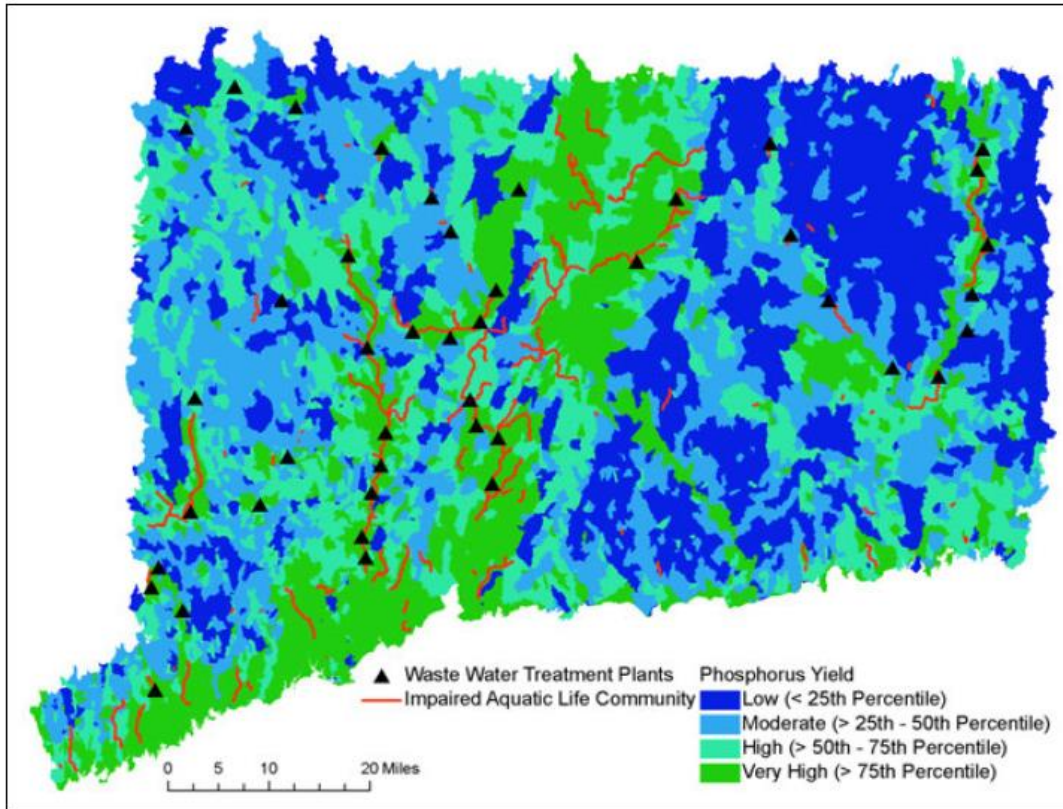 Waste Water Treatment Plants
Impaired Aquatic Life Community
Phosphorus Yield
Low (< 25th Percentile)
Moderate (> 25th - 50th Percentile)
High (> 50th - 75th Percentile)
Very High (> 75th Percentile)
0 5 10 20 Miles